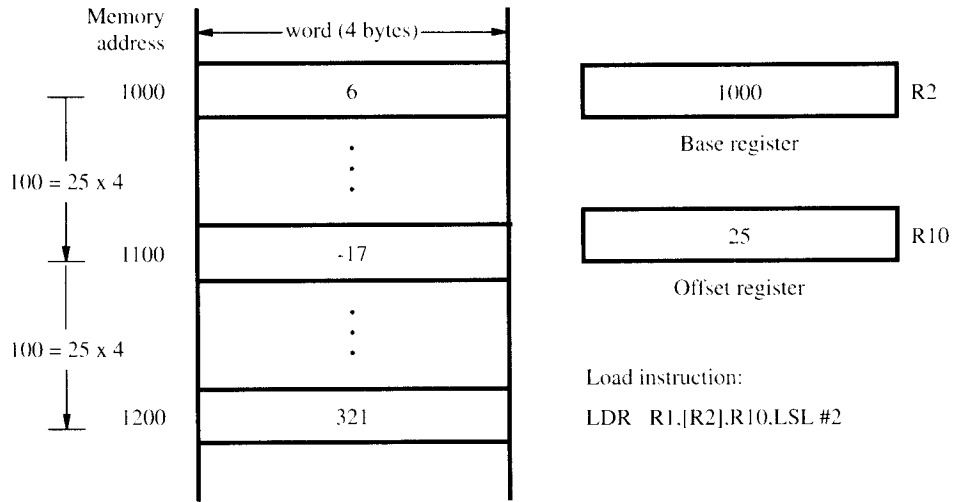 Memory
address
word (4 bytes)
1000
6
1000
R2
Base register
100 = 25 x 4
1100
-17
25
R10
Offset register
100 = 25 x 4
Load instruction:
1200
321
LDR R1,[R2],R10,LSL #2